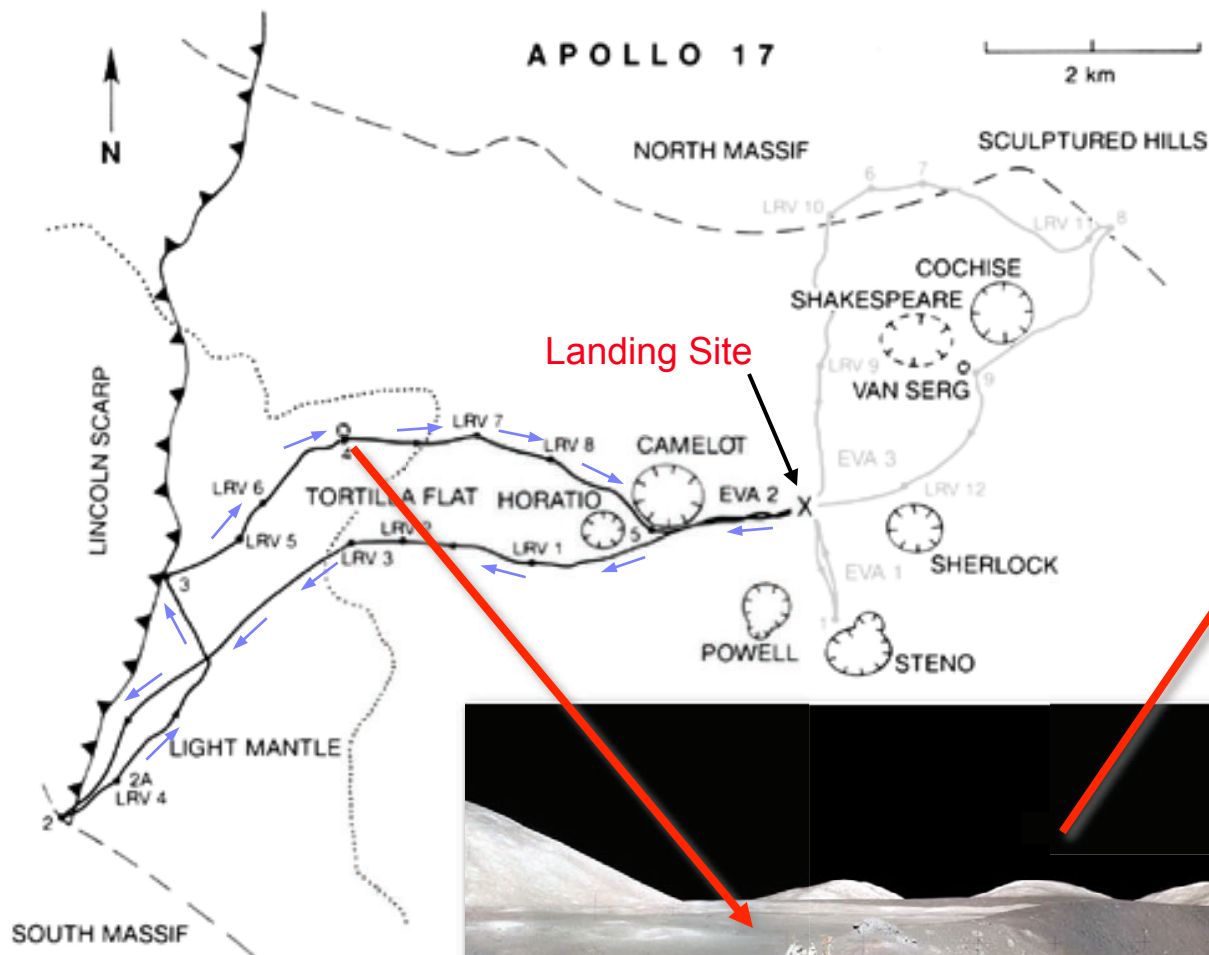 APOLLO 17
2 km
N
NORTH MASSIF
SCULPTURED HILLS
6
7
LRV 10
LRV 11
8
COCHISE
SHAKESPEARE
Landing Site
LRV 9
VAN SERG
9
LINCOLN SCARP
LRV 7
4
LRV 8
CAMELOT
EVA 3
LRV 6
TORTILLA FLAT
HORATIO
EVA 2
X
LRV 12
LRV 5
LRV 2
5
LRV 3
LRV 1
SHERLOCK
3
EVA 1
1
POWELL
STENO
LIGHT MANTLE
2A
LRV 4
2
SOUTH MASSIF